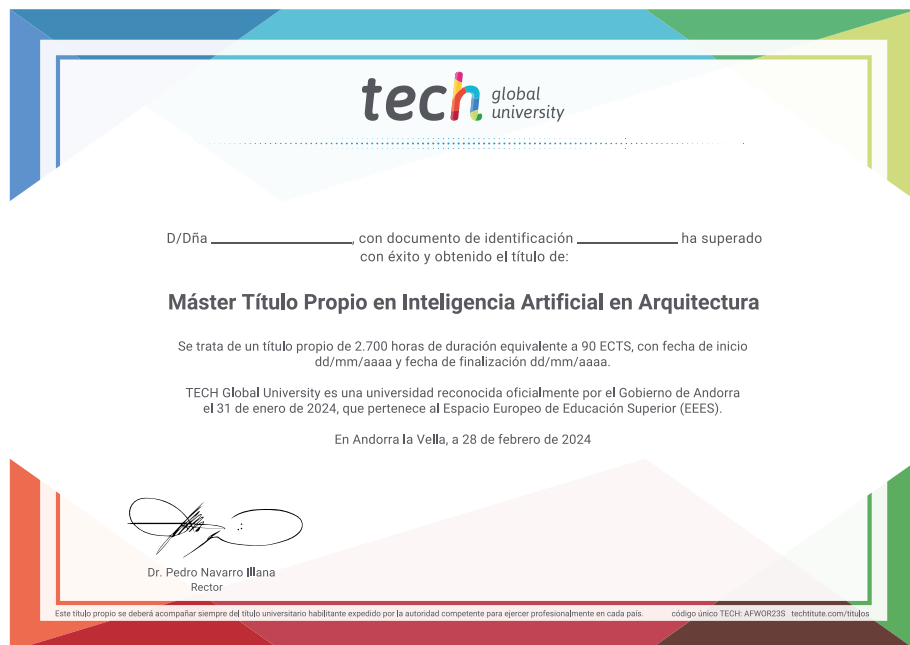 tech global university
D/Dña ______________, con documento de identificación __________ ha superado
con éxito y obtenido el título de:
Máster Título Propio en Inteligencia Artificial en Arquitectura
Se trata de un título propio de 2.700 horas de duración equivalente a 90 ECTS, con fecha de inicio
dd/mm/aaaa y fecha de finalización dd/mm/aaaa.
TECH Global University es una universidad reconocida oficialmente por el Gobierno de Andorra
el 31 de enero de 2024, que pertenece al Espacio Europeo de Educación Superior (EEES).
En Andorra la Vella, a 28 de febrero de 2024
Dr. Pedro Navarro Illana
Rector
Este título propio se deberá acompañar siempre del título universitario habilitante expedido por la autoridad competente para ejercer profesionalmente en cada país. código único TECH: AFWOR23S techtitute.com/titulos